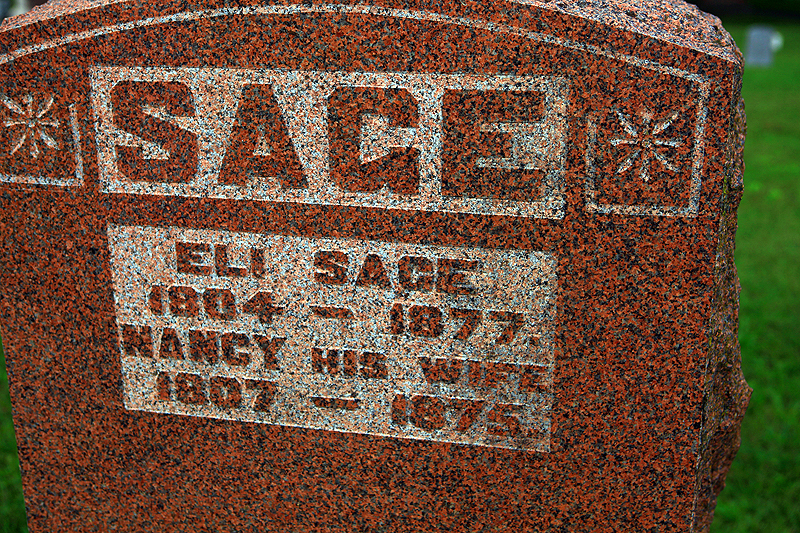 SAGE
ELI SAGE
1804 – 1877.
NANCY HIS WIFE
1807 – 1875.